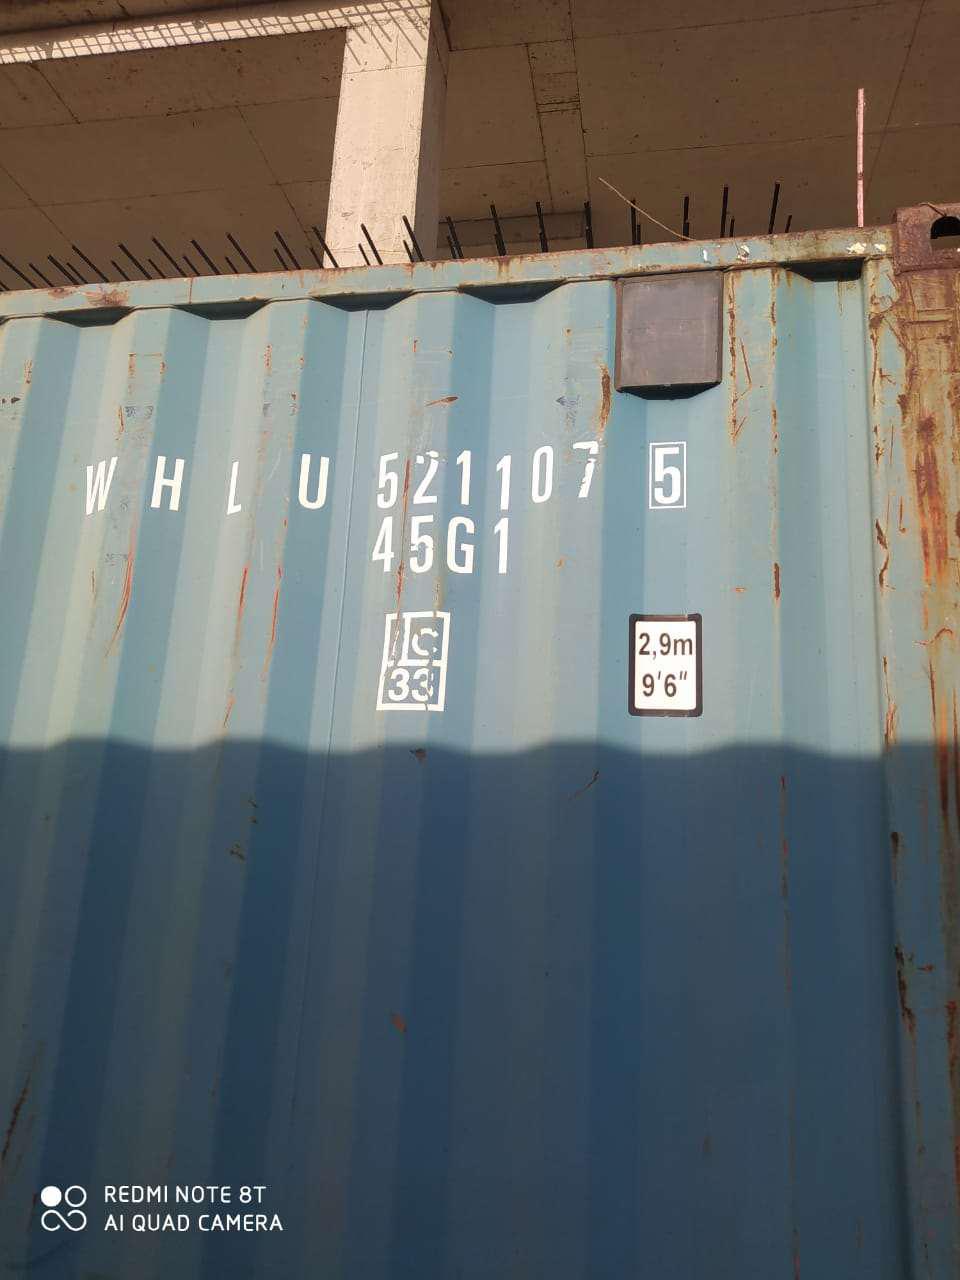 WHLU 521107 5
45G1
IC
33
2,9m
9'6"
REDMI NOTE 8T
AI QUAD CAMERA